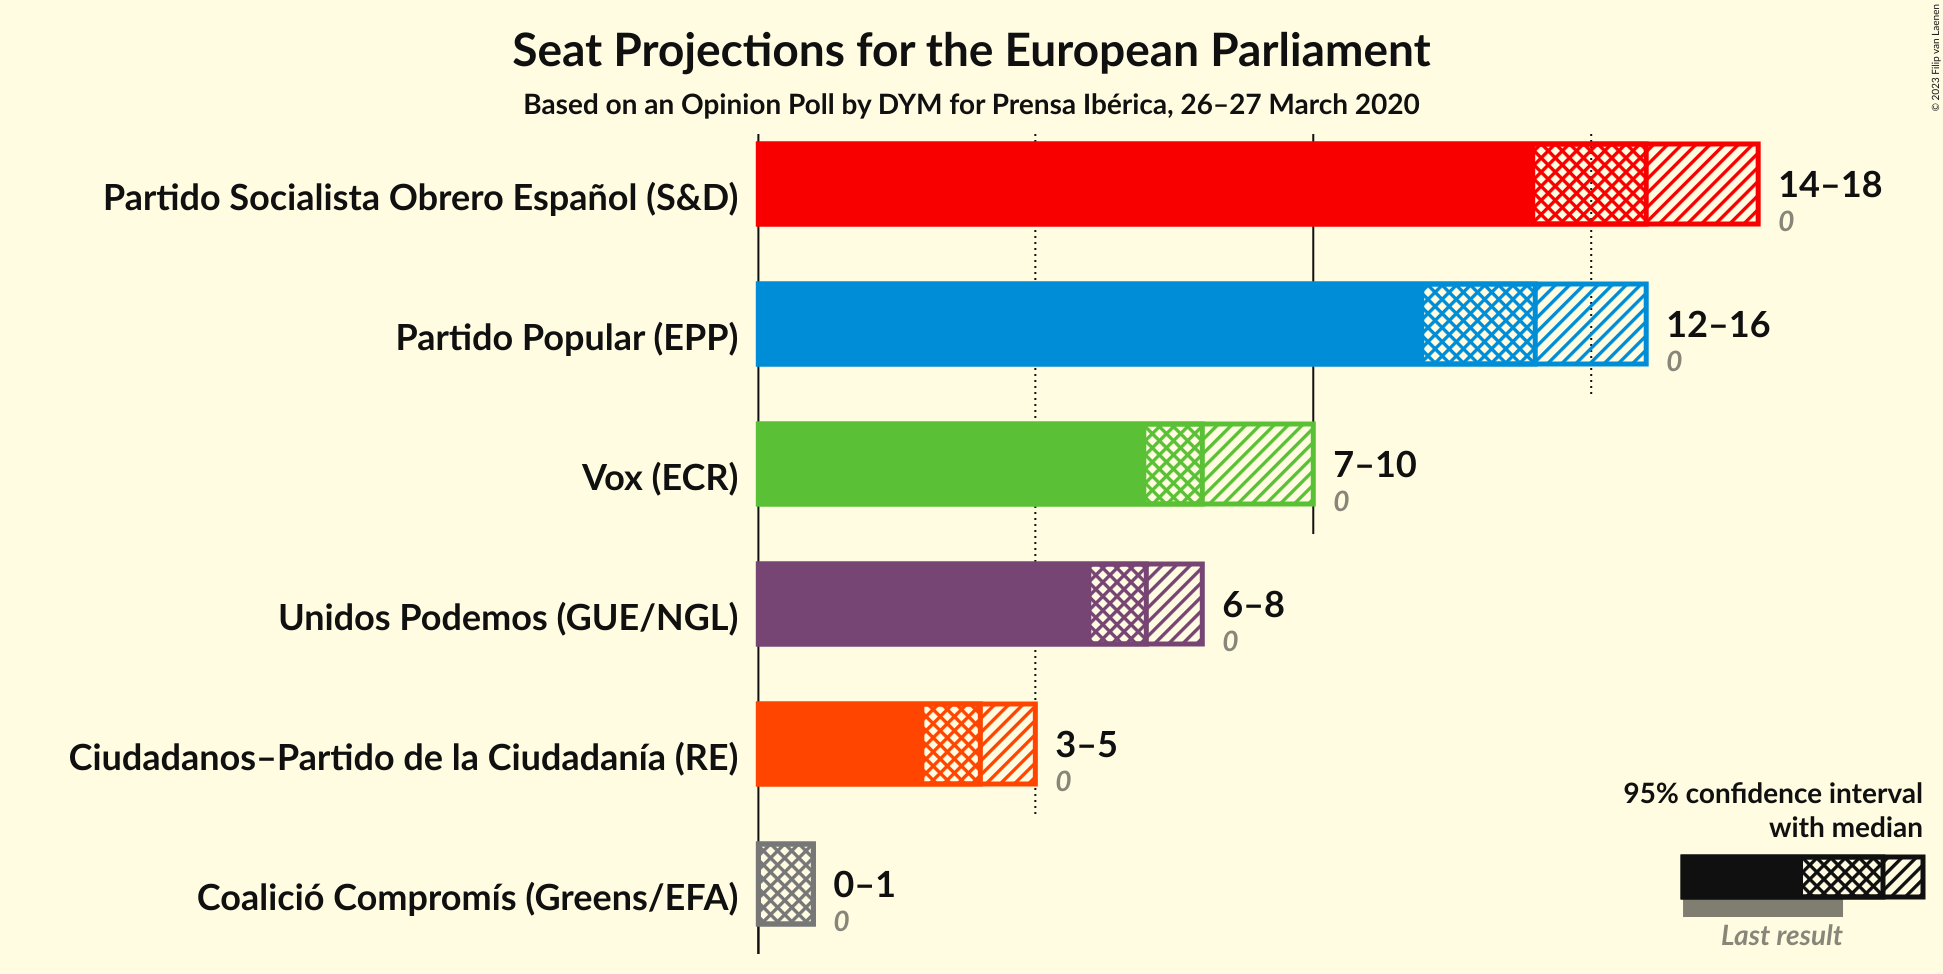 Seat Projections for the European Parliament
Based on an Opinion Poll by DYM for Prensa Ibérica, 26–27 March 2020
© 2023 Filip van Laenen
Partido Socialista Obrero Español (S&D)
14–18
0
Partido Popular (EPP)
12–16
0
Vox (ECR)
7–10
0
Unidos Podemos (GUE/NGL)
6–8
0
Ciudadanos–Partido de la Ciudadanía (RE)
3–5
0
Coalició Compromís (Greens/EFA)
0–1
0
95% confidence interval
with median
Last result